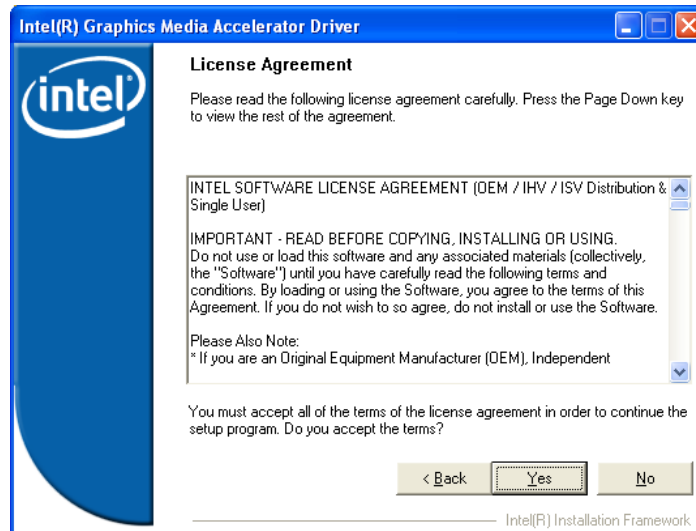 Intel(R) Graphics Media Accelerator Driver
intel
License Agreement
Please read the following license agreement carefully. Press the Page Down key
to view the rest of the agreement.
INTEL SOFTWARE LICENSE AGREEMENT (OEM / IHV / ISV Distribution &
Single User)
IMPORTANT - READ BEFORE COPYING, INSTALLING OR USING.
Do not use or load this software and any associated materials (collectively,
the "Software") until you have carefully read the following terms and
conditions. By loading or using the Software, you agree to the terms of this
Agreement. If you do not wish to so agree, do not install or use the Software.
Please Also Note:
* If you are an Original Equipment Manufacturer (OEM), Independent
You must accept all of the terms of the license agreement in order to continue the
setup program. Do you accept the terms?
< Back
Yes
No
Intel(R) Installation Framework